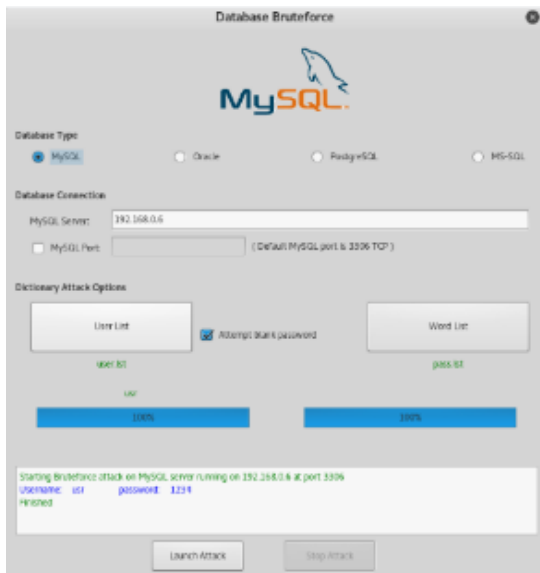 Database Bruteforce
MySQL
Database Type
MySQL
Oracle
PostgreSQL
MS-SQL
Database Connection
MySQL Server:
192.168.0.6
MySQL Port:
( Default MySQL port is 3306 TCP )
Dictionary Attack Options
User List
Attempt blank password
Word List
user.lst
pass.lst
usr
100%
100%
Starting Bruteforce attack on MySQL server running on 192.168.0.6 at port 3306
Username: usr password: 1234
Finished
Launch Attack
Stop Attack